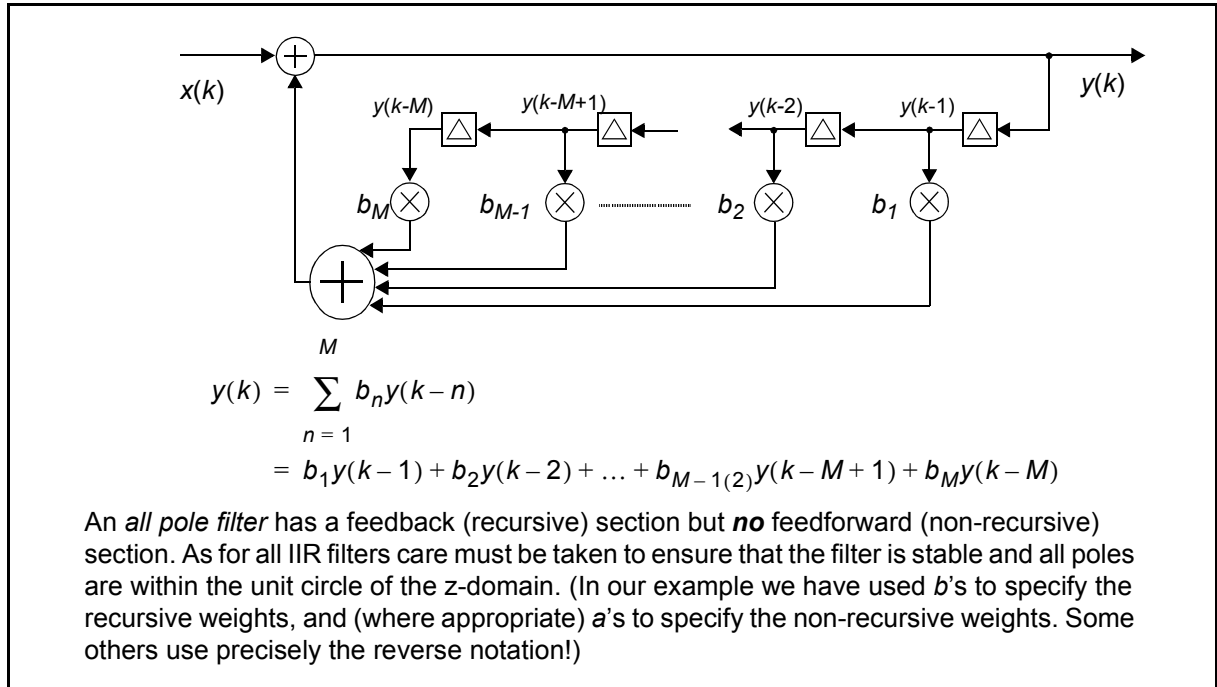 x(k)
y(k)
y(k-M) y(k-M+1) y(k-2) y(k-1)
b_M b_{M-1} b_2 b_1
M
y(k) = ∑ b_n y(k – n)
n = 1
= b_1 y(k – 1) + b_2 y(k – 2) + … + b_{M – 1(2)} y(k – M + 1) + b_M y(k – M)
An all pole filter has a feedback (recursive) section but no feedforward (non-recursive)
section. As for all IIR filters care must be taken to ensure that the filter is stable and all poles
are within the unit circle of the z-domain. (In our example we have used b's to specify the
recursive weights, and (where appropriate) a's to specify the non-recursive weights. Some
others use precisely the reverse notation!)